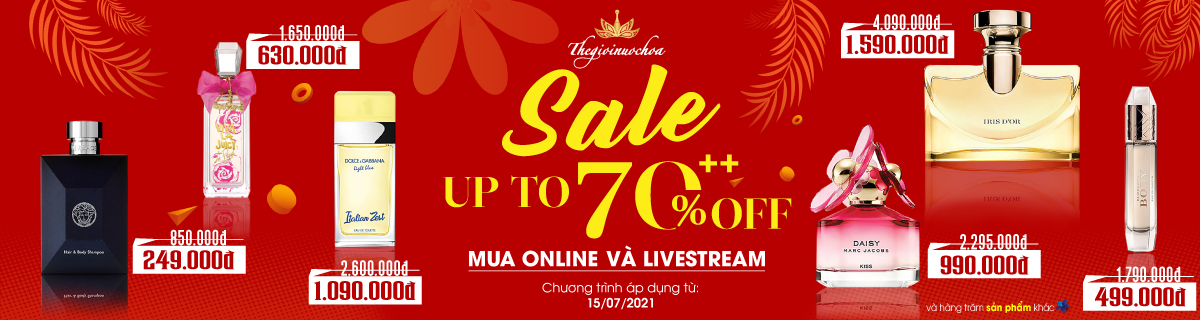 1.650.000đ
630.000đ
Hair & Body Shampoo
850.000đ
249.000đ
JUICY
DOLCE & GABBANA
Light blue
Italian Zest
EAU DE TOILETTE
2.600.000đ
1.090.000đ
Thegioinuochoa
Sale
UP TO 70%++ OFF
MUA ONLINE VÀ LIVESTREAM
Chương trình áp dụng từ:
15/07/2021
4.090.000đ
1.590.000đ
IRIS D'OR
DAISY
MARC JACOBS
KISS
2.295.000đ
990.000đ
BODY
1.790.000đ
499.000đ
và hàng trăm sản phẩm khác